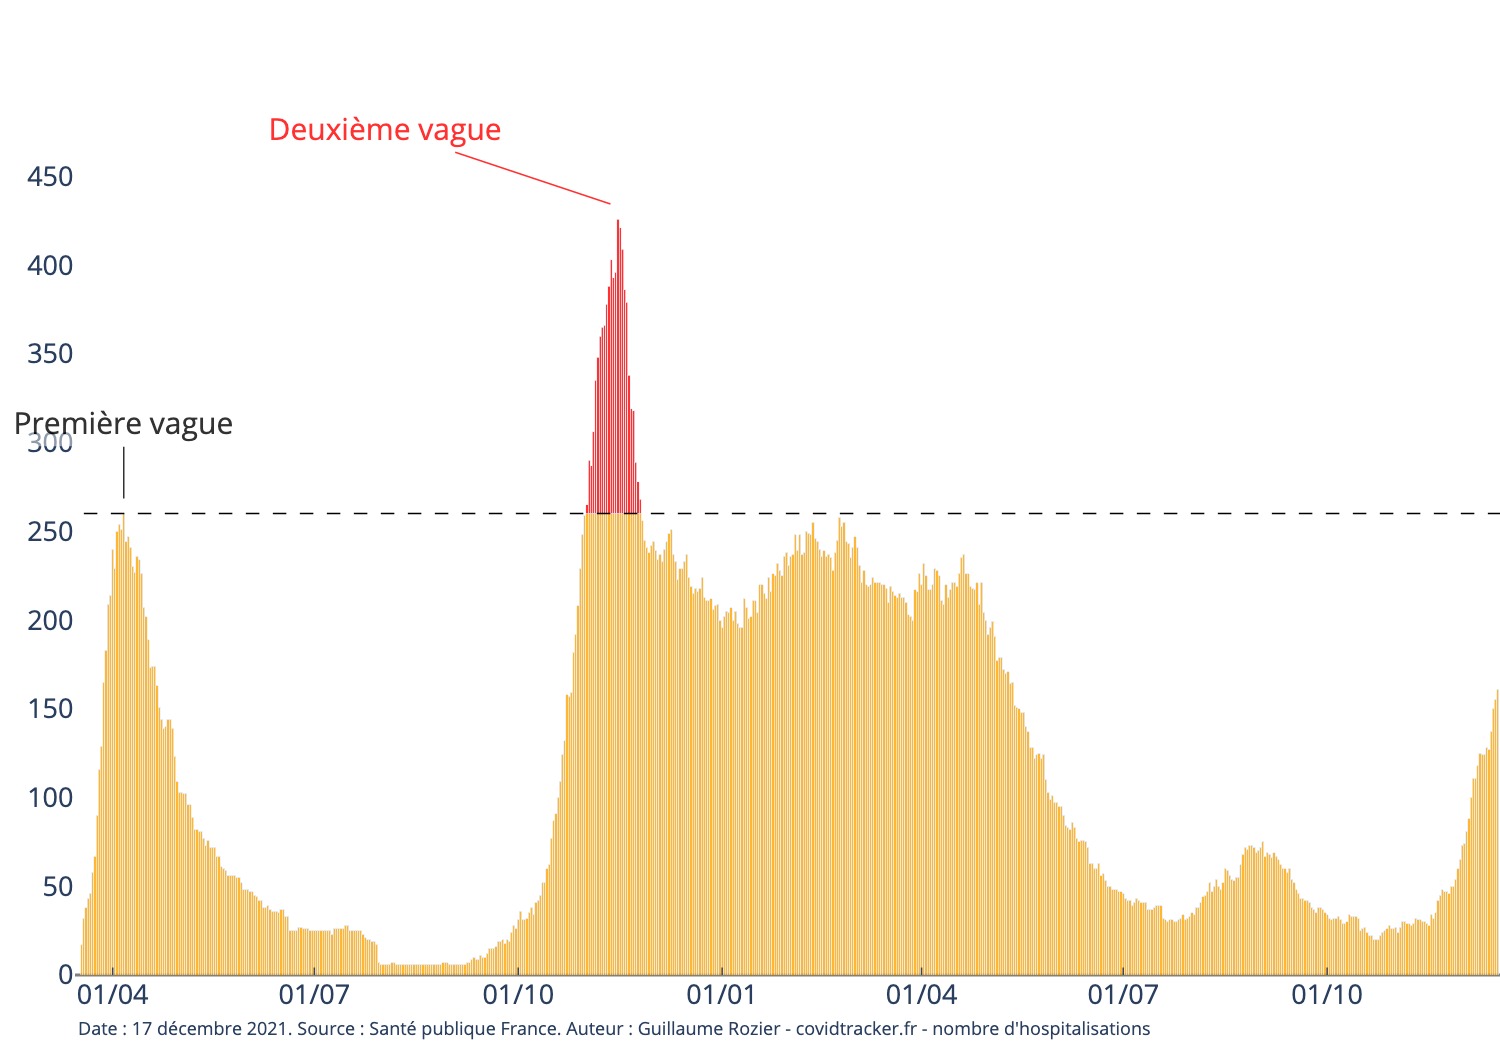 Deuxième vague
450
400
350
Première vague
300
250
200
150
100
50
0
01/04 01/07 01/10 01/01 01/04 01/07 01/10
Date : 17 décembre 2021. Source : Santé publique France. Auteur : Guillaume Rozier - covidtracker.fr - nombre d'hospitalisations